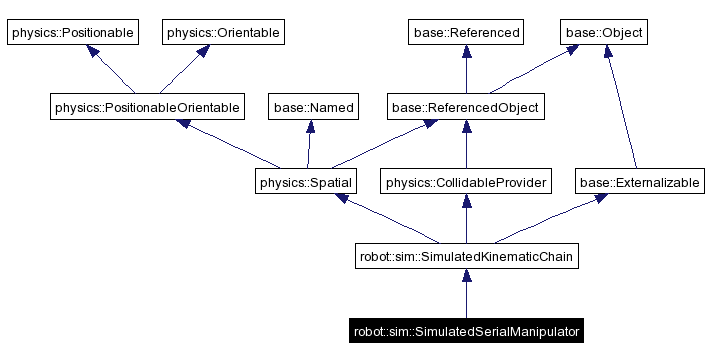 physics::Positionable
physics::Orientable
base::Referenced
base::Object
physics::PositionableOrientable
base::Named
base::ReferencedObject
physics::Spatial
physics::CollidableProvider
base::Externalizable
robot::sim::SimulatedKinematicChain
robot::sim::SimulatedSerialManipulator